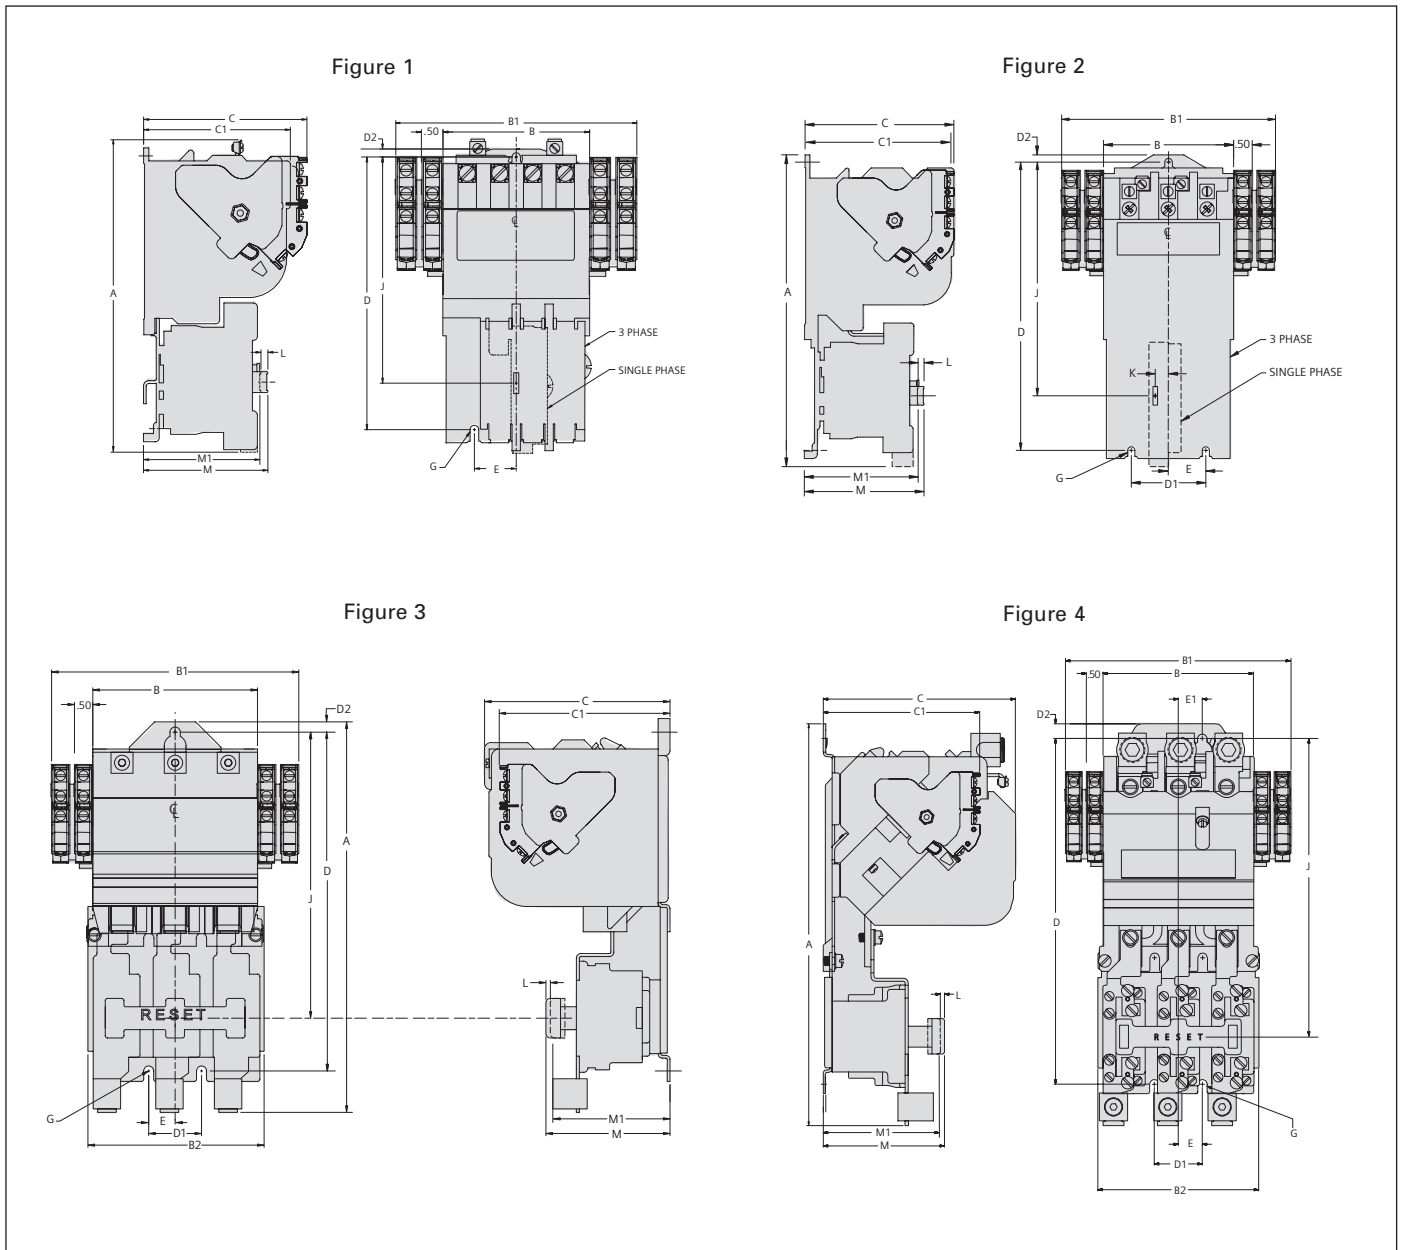 Figure 1
C
C1
A
L
M1
M
B1
D2
.50
B
℄
J
D
3 PHASE
SINGLE PHASE
G
E
Figure 2
C
C1
A
L
M1
M
B1
D2
B
.50
℄
J
D
3 PHASE
K
SINGLE PHASE
G
E
D1
Figure 3
B1
B
D2
.50
℄
A
J
D
RESET
G
E
D1
B2
C
C1
L
M1
M
Figure 4
C
C1
A
L
M1
M
B1
.50
B
E1
D2
J
D
RESET
G
E
D1
B2